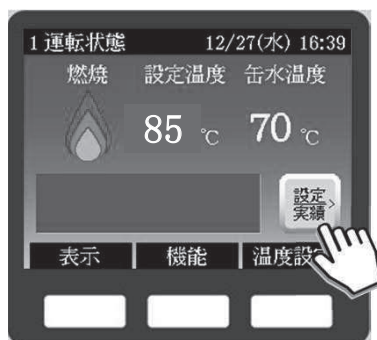 1 運転状態 12/27(水) 16:39
燃焼 設定温度 缶水温度
85 ℃ 70 ℃
設定
実績
表示 機能 温度設